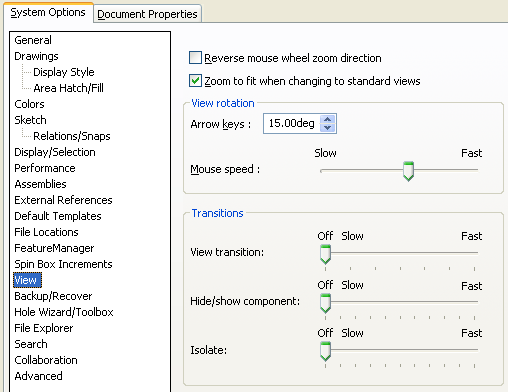 System Options
Document Properties
General
Drawings
Display Style
Area Hatch/Fill
Colors
Sketch
Relations/Snaps
Display/Selection
Performance
Assemblies
External References
Default Templates
File Locations
FeatureManager
Spin Box Increments
View
Backup/Recover
Hole Wizard/Toolbox
File Explorer
Search
Collaboration
Advanced
Reverse mouse wheel zoom direction
Zoom to fit when changing to standard views
View rotation
Arrow keys : 15.00deg
Slow Fast
Mouse speed :
Transitions
Off Slow Fast
View transition:
Off Slow Fast
Hide/show component:
Off Slow Fast
Isolate: